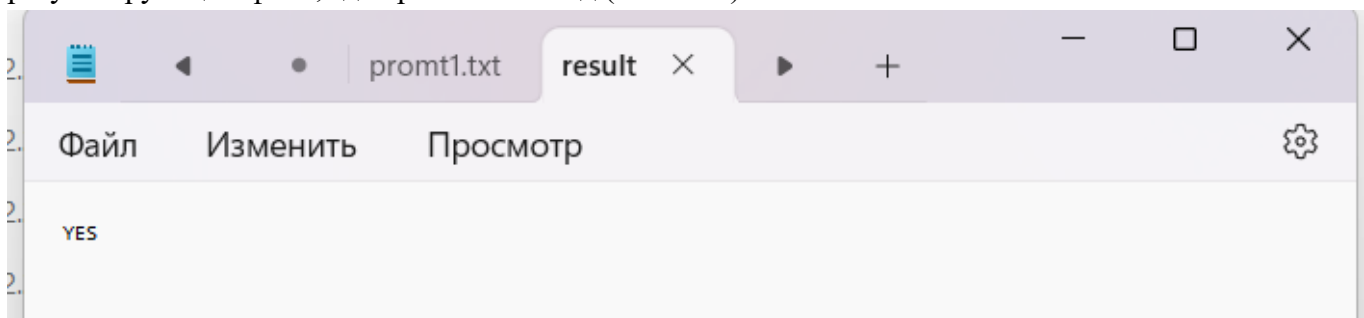 promt1.txt result
Файл Изменить Просмотр
YES